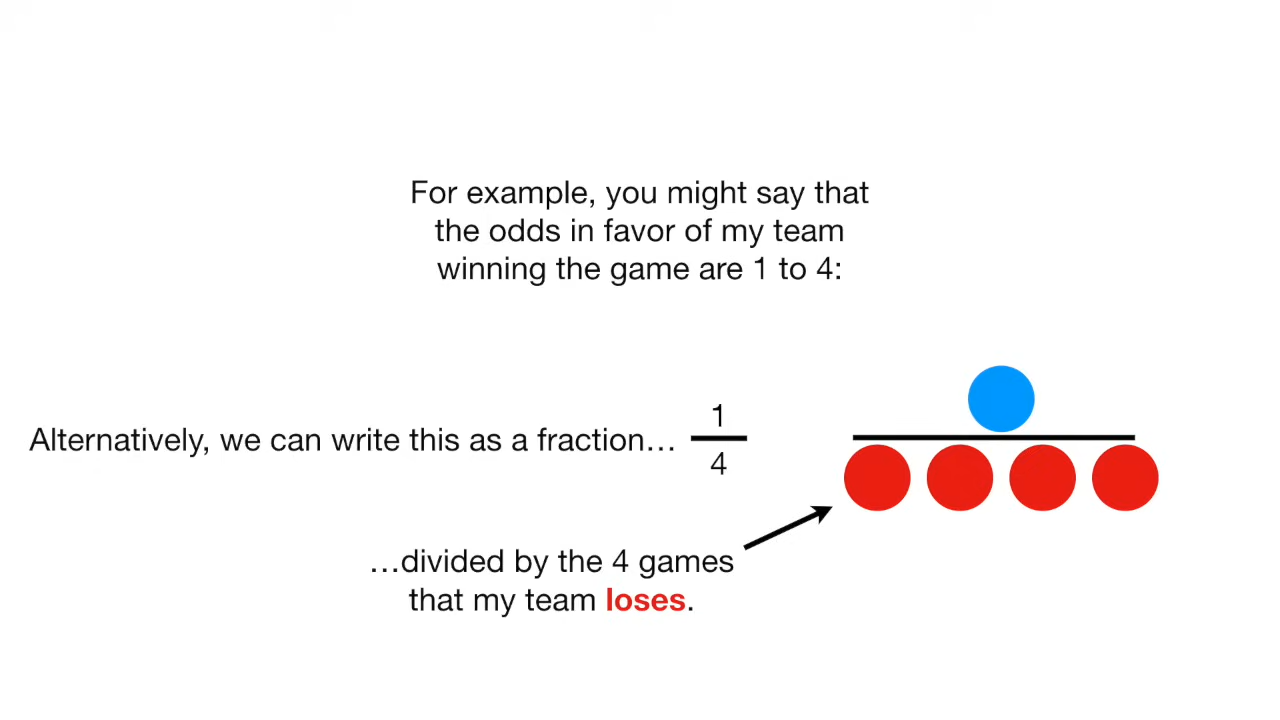 For example, you might say that
the odds in favor of my team
winning the game are 1 to 4:
Alternatively, we can write this as a fraction…
1
4
…divided by the 4 games
that my team loses.